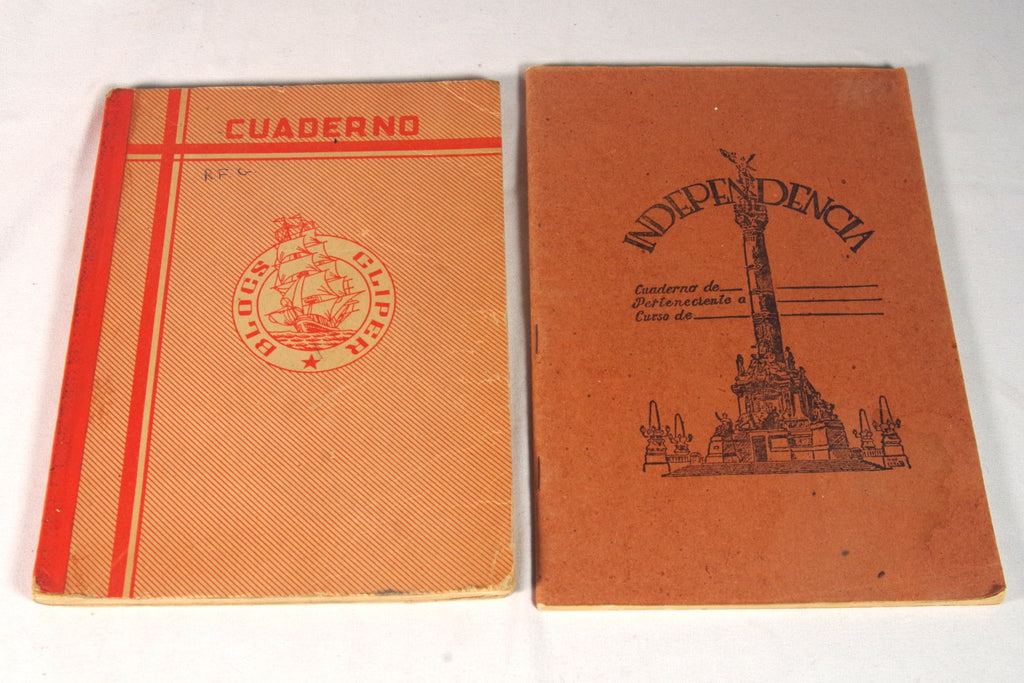 CUADERNO
R F G
BLOCS CLIPER
INDEPENDENCIA
Cuaderno de
Perteneciente a
Curso de